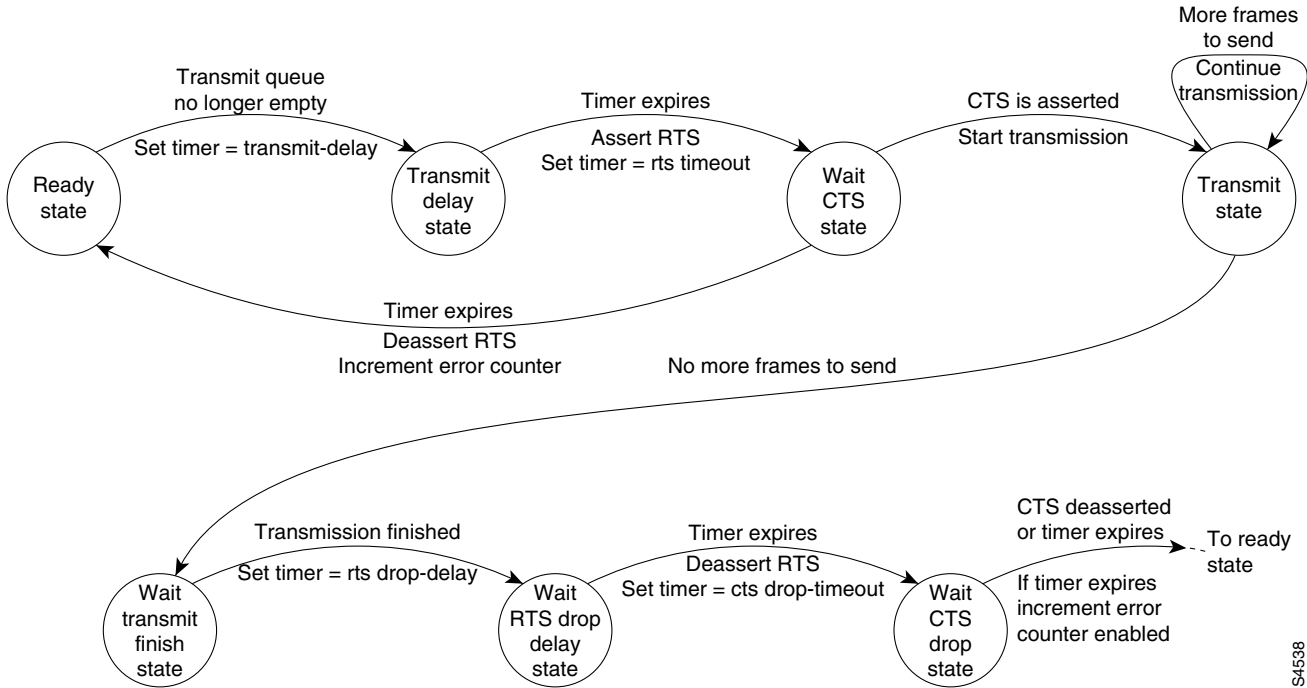 More frames
to send
Continue
transmission
Transmit queue
no longer empty
Set timer = transmit-delay
Timer expires
Assert RTS
Set timer = rts timeout
CTS is asserted
Start transmission
Ready
state
Transmit
delay
state
Wait
CTS
state
Transmit
state
Timer expires
Deassert RTS
Increment error counter
No more frames to send
Transmission finished
Set timer = rts drop-delay
Timer expires
Deassert RTS
Set timer = cts drop-timeout
CTS deasserted
or timer expires
To ready
state
If timer expires
increment error
counter enabled
Wait
transmit
finish
state
Wait
RTS drop
delay
state
Wait
CTS
drop
state
S4538